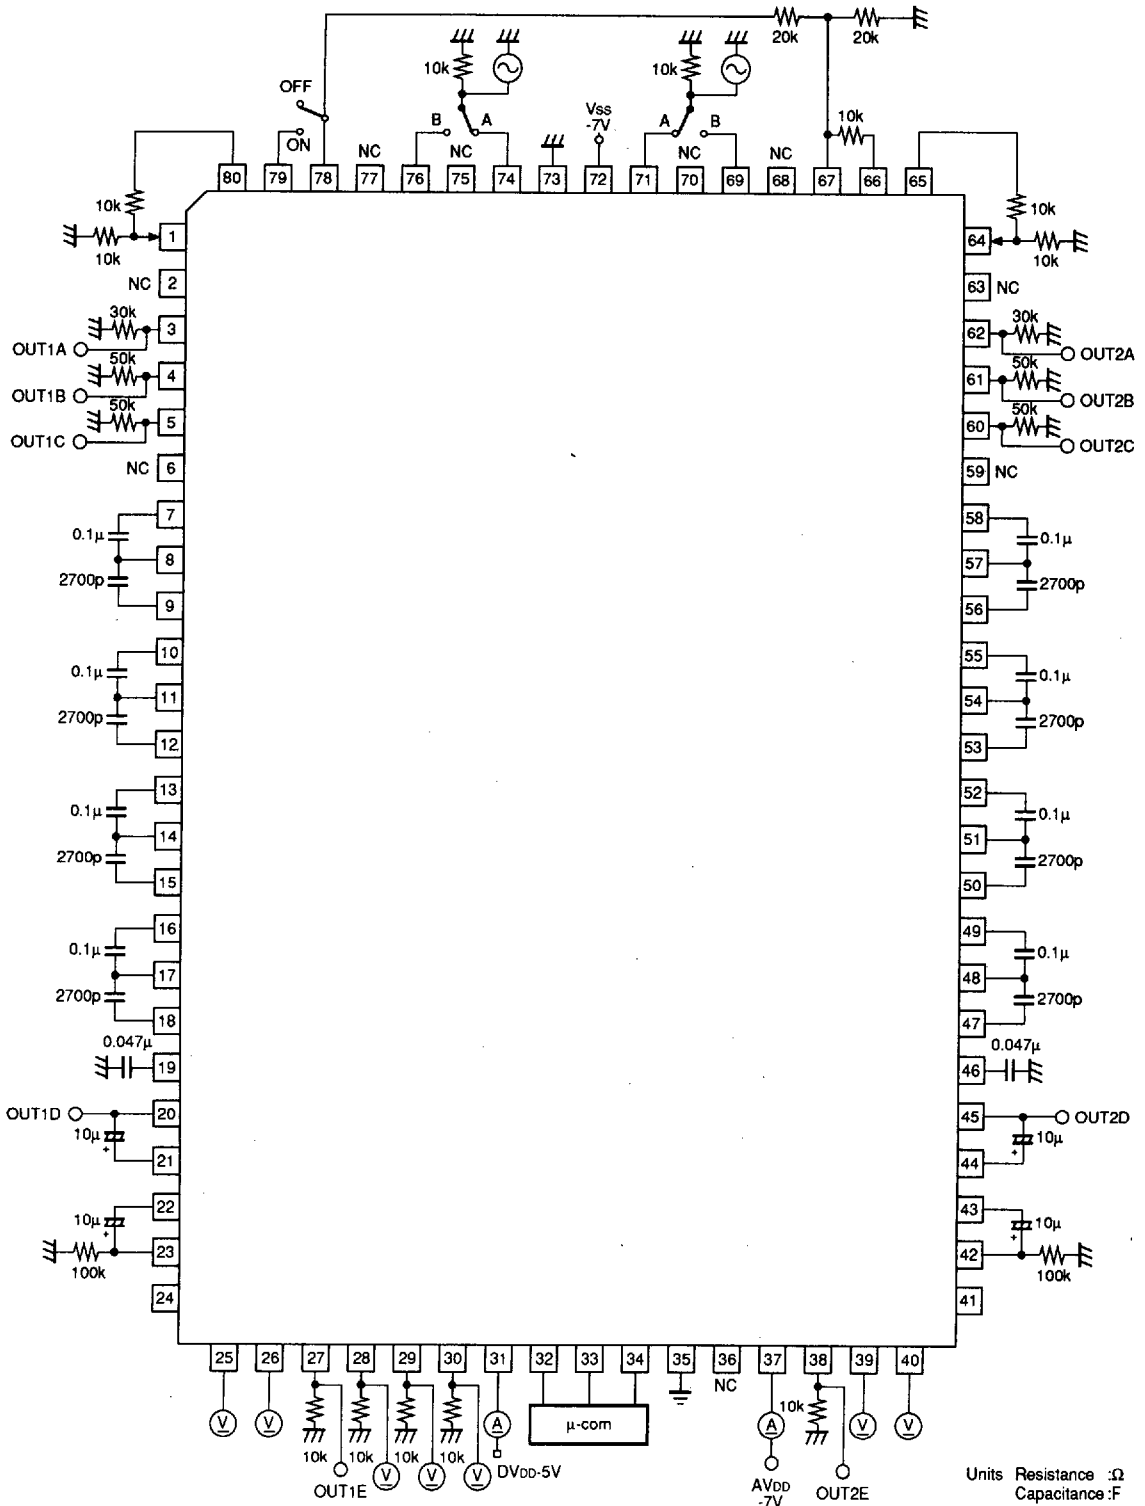 20k 20k
10k 10k
OFF
ON
B A
Vss
-7V
A B
10k
NC NC NC NC
80 79 78 77 76 75 74 73 72 71 70 69 68 67 66 65
10k
10k
1
NC 2
30k
3
OUT1A
50k
4
OUT1B
50k
5
OUT1C
NC 6
7
0.1μ
8
2700p
9
10
0.1μ
11
2700p
12
13
0.1μ
14
2700p
15
16
0.1μ
17
2700p
18
0.047μ
19
OUT1D 20
10μ
+
21
22
10μ
+
23
100k
24
10k
64
10k
63 NC
30k
62
OUT2A
50k
61
OUT2B
50k
60
OUT2C
59 NC
58
0.1μ
57
2700p
56
55
0.1μ
54
2700p
53
52
0.1μ
51
2700p
50
49
0.1μ
48
2700p
47
0.047μ
46
45 OUT2D
10μ
+
44
43
10μ
+
42
100k
41
25 26 27 28 29 30 31 32 33 34 35 36 37 38 39 40
NC
V V A μ-com A 10k V V
10k 10k 10k 10k
V V V
DVDD-5V
OUT1E
AVDD
-7V
OUT2E
Units Resistance :Ω
Capacitance :F